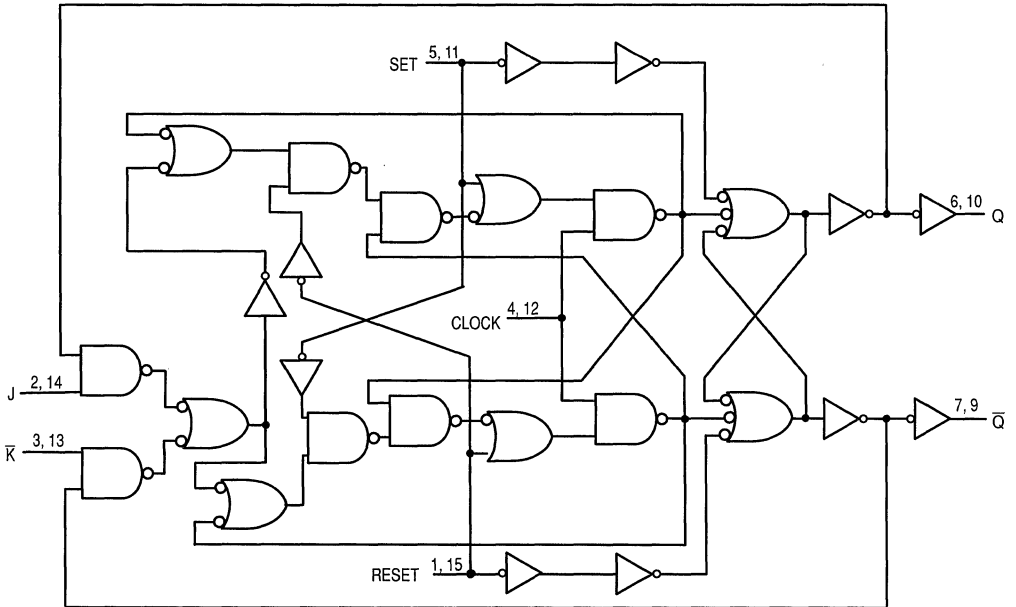 SET 5, 11
6, 10 Q
CLOCK 4, 12
J 2, 14
K̅ 3, 13
7, 9 Q̅
RESET 1, 15